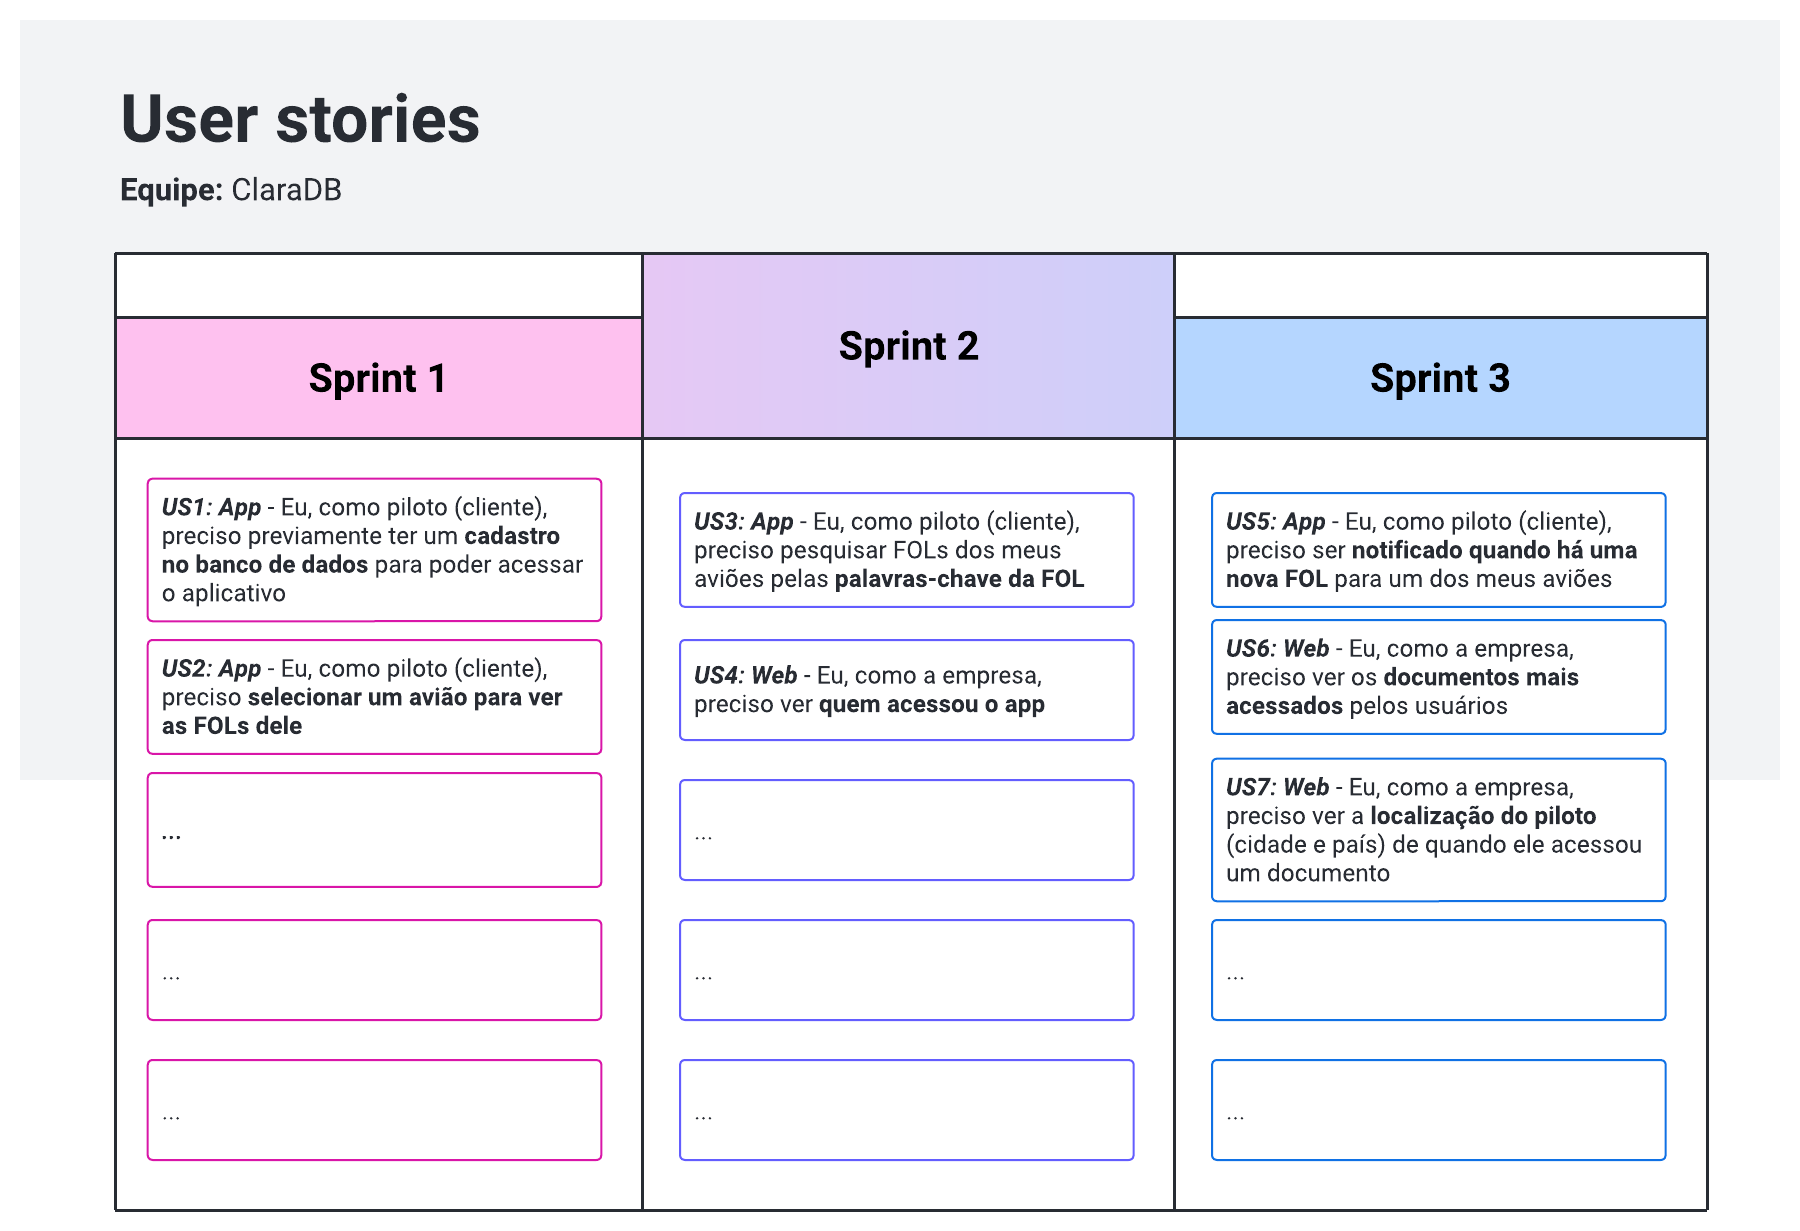 User stories
Equipe: ClaraDB
Sprint 1
US1: App - Eu, como piloto (cliente),
preciso previamente ter um cadastro
no banco de dados para poder acessar
o aplicativo
US2: App - Eu, como piloto (cliente),
preciso selecionar um avião para ver
as FOLs dele
...
...
...
Sprint 2
US3: App - Eu, como piloto (cliente),
preciso pesquisar FOLs dos meus
aviões pelas palavras-chave da FOL
US4: Web - Eu, como a empresa,
preciso ver quem acessou o app
...
...
...
Sprint 3
US5: App - Eu, como piloto (cliente),
preciso ser notificado quando há uma
nova FOL para um dos meus aviões
US6: Web - Eu, como a empresa,
preciso ver os documentos mais
acessados pelos usuários
US7: Web - Eu, como a empresa,
preciso ver a localização do piloto
(cidade e país) de quando ele acessou
um documento
...
...